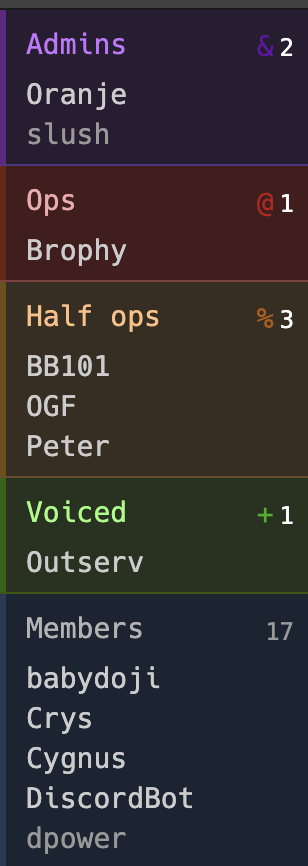 Admins &2
Oranje
slush
Ops @1
Brophy
Half ops %3
BB101
OGF
Peter
Voiced +1
Outserv
Members 17
babydoji
Crys
Cygnus
DiscordBot
dpower